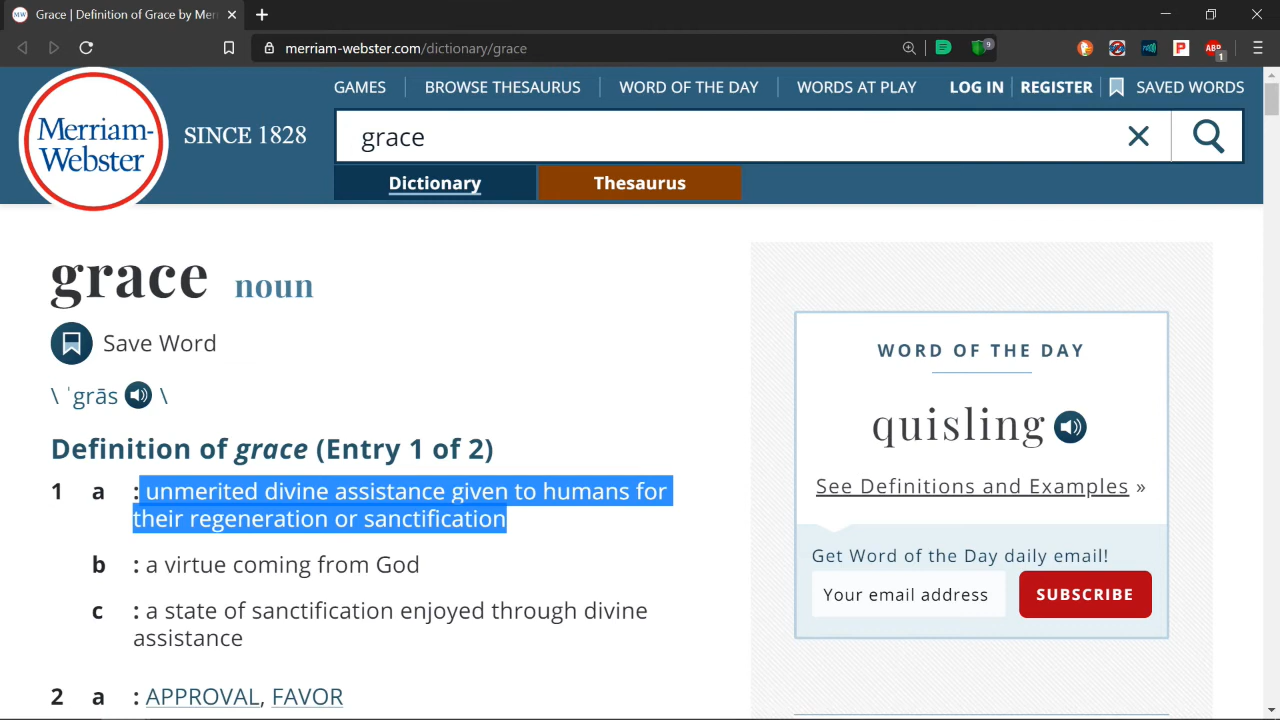 Grace | Definition of Grace by Mer
merriam-webster.com/dictionary/grace
9
ABP
1
GAMES
BROWSE THESAURUS
WORD OF THE DAY
WORDS AT PLAY
LOG IN
REGISTER
SAVED WORDS
Merriam-
Webster
SINCE 1828
grace
Dictionary
Thesaurus
grace noun
Save Word
\ ˈgrās \
Definition of grace (Entry 1 of 2)
1 a : unmerited divine assistance given to humans for
their regeneration or sanctification
b : a virtue coming from God
c : a state of sanctification enjoyed through divine
assistance
2 a : APPROVAL, FAVOR
WORD OF THE DAY
quisling
See Definitions and Examples »
Get Word of the Day daily email!
Your email address
SUBSCRIBE